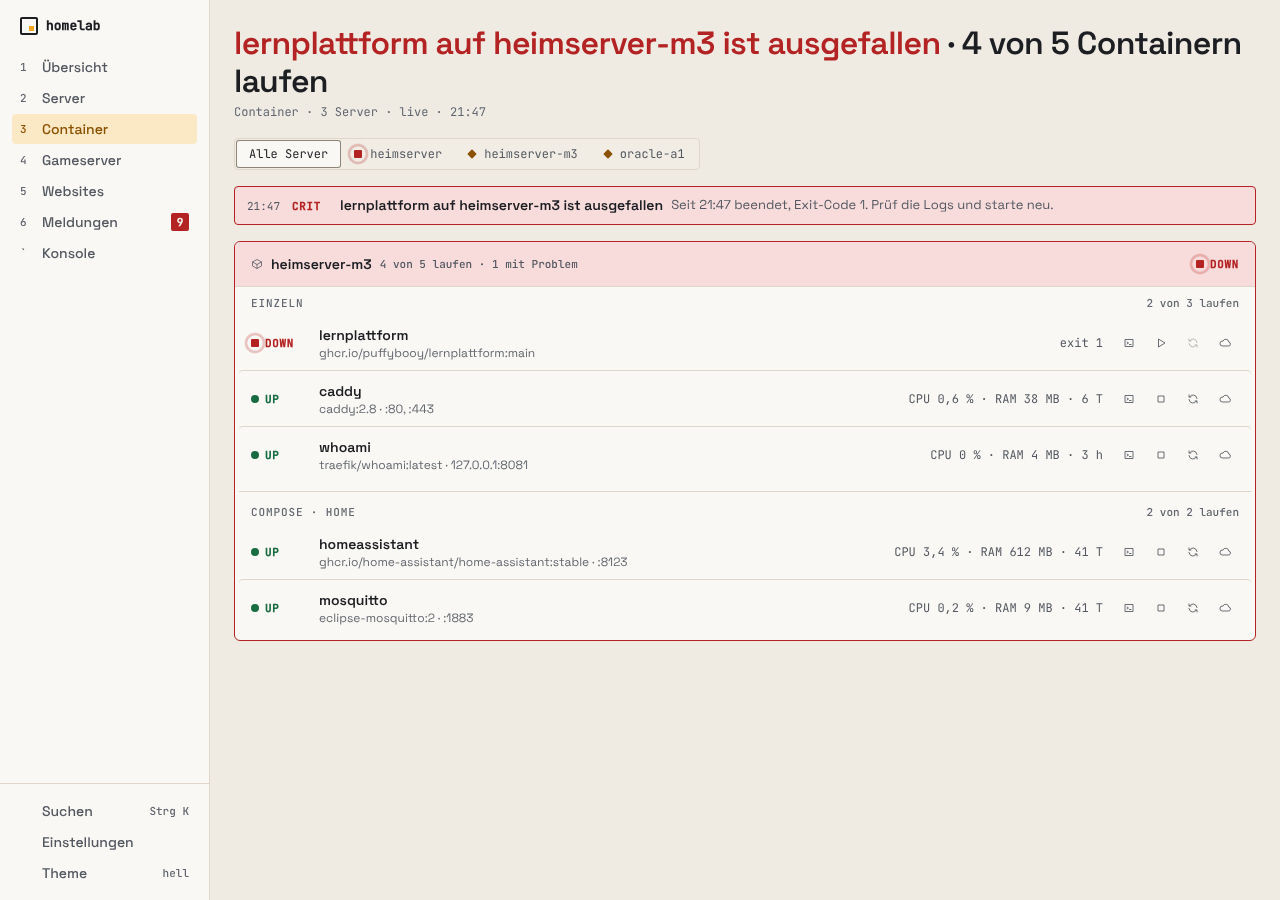 homelab
1 Übersicht
2 Server
3 Container
4 Gameserver
5 Websites
6 Meldungen 9
` Konsole
Suchen Strg K
Einstellungen
Theme hell
lernplattform auf heimserver-m3 ist ausgefallen · 4 von 5 Containern
laufen
Container · 3 Server · live · 21:47
Alle Server heimserver heimserver-m3 oracle-a1
21:47 CRIT lernplattform auf heimserver-m3 ist ausgefallen Seit 21:47 beendet, Exit-Code 1. Prüf die Logs und starte neu.
heimserver-m3 4 von 5 laufen · 1 mit Problem DOWN
EINZELN 2 von 3 laufen
DOWN lernplattform exit 1
ghcr.io/puffybooy/lernplattform:main
UP caddy CPU 0,6 % · RAM 38 MB · 6 T
caddy:2.8 · :80, :443
UP whoami CPU 0 % · RAM 4 MB · 3 h
traefik/whoami:latest · 127.0.0.1:8081
COMPOSE · HOME 2 von 2 laufen
UP homeassistant CPU 3,4 % · RAM 612 MB · 41 T
ghcr.io/home-assistant/home-assistant:stable · :8123
UP mosquitto CPU 0,2 % · RAM 9 MB · 41 T
eclipse-mosquitto:2 · :1883